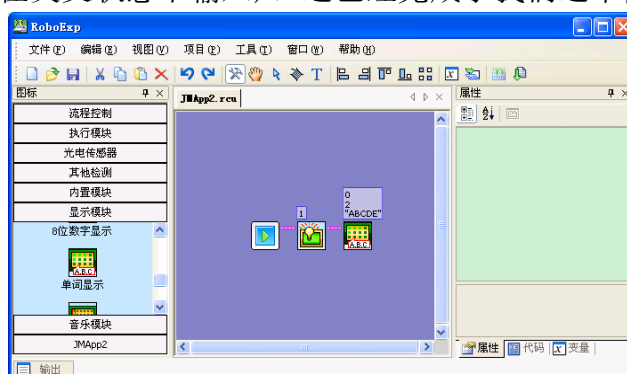 RoboExp
文件(F) 编辑(E) 视图(V) 项目(P) 工具(T) 窗口(W) 帮助(H)
图标
JMApp2.rcu
属性
流程控制
执行模块
光电传感器
其他检测
内置模块
显示模块
8位数字显示
A.B.C
单词显示
音乐模块
JMApp2
1
0
2
"ABCDE"
A.B.C
属性 代码 变量
输出